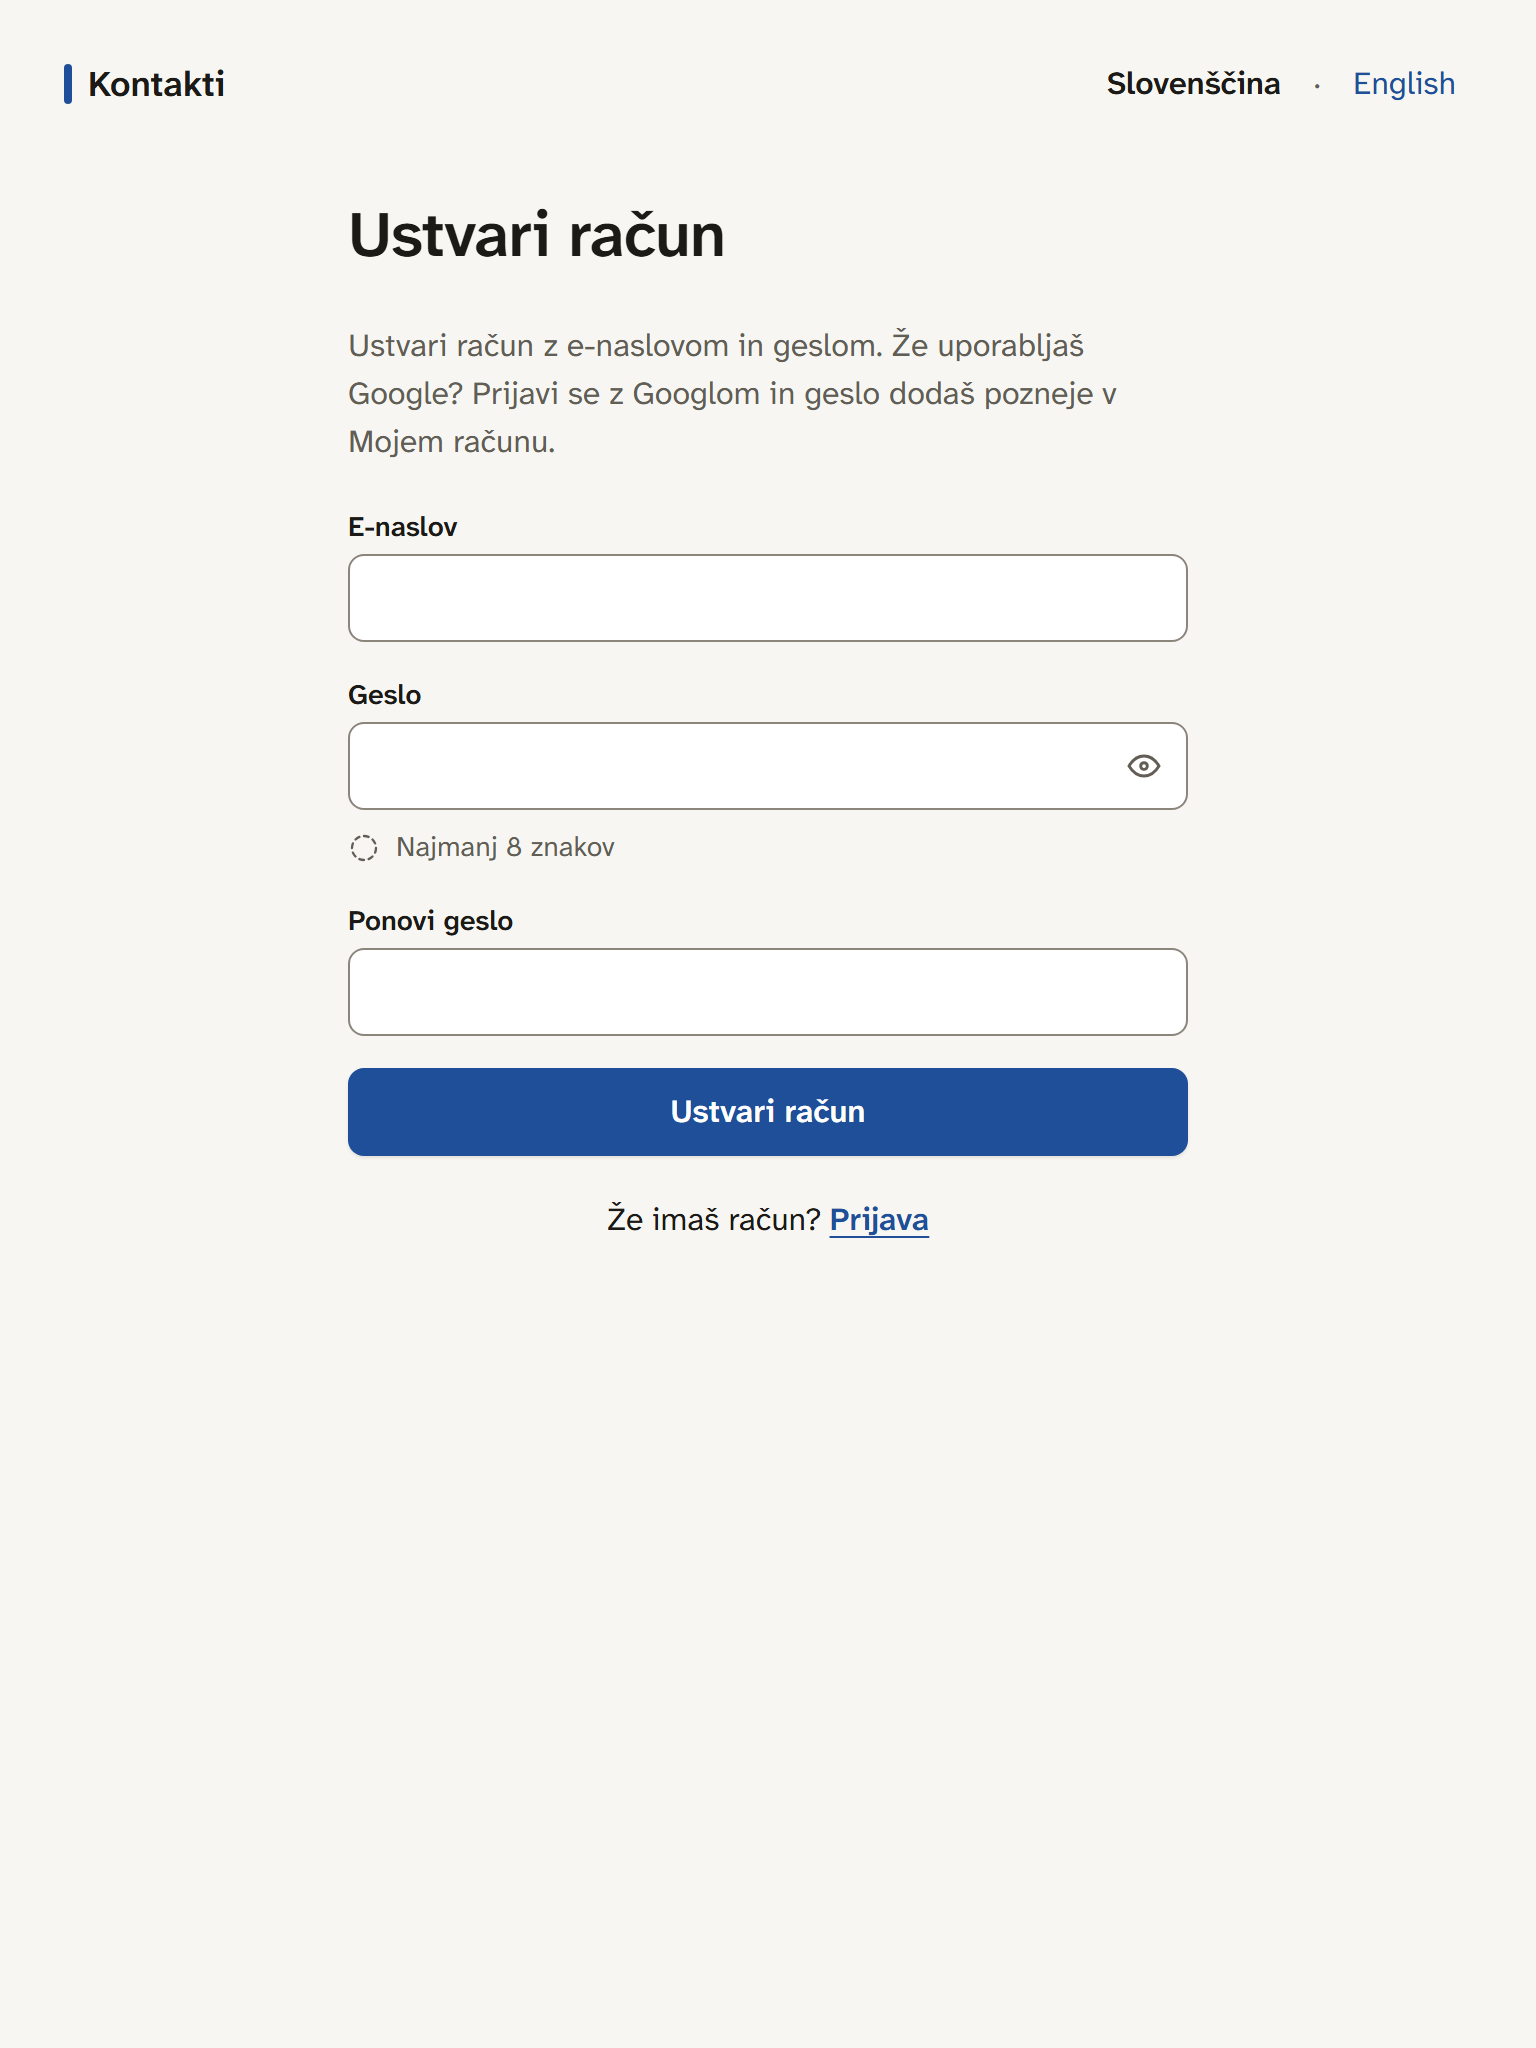 Kontakti
Slovenščina · English
Ustvari račun
Ustvari račun z e-naslovom in geslom. Že uporabljaš
Google? Prijavi se z Googlom in geslo dodaš pozneje v
Mojem računu.
E-naslov
Geslo
Najmanj 8 znakov
Ponovi geslo
Ustvari račun
Že imaš račun? Prijava